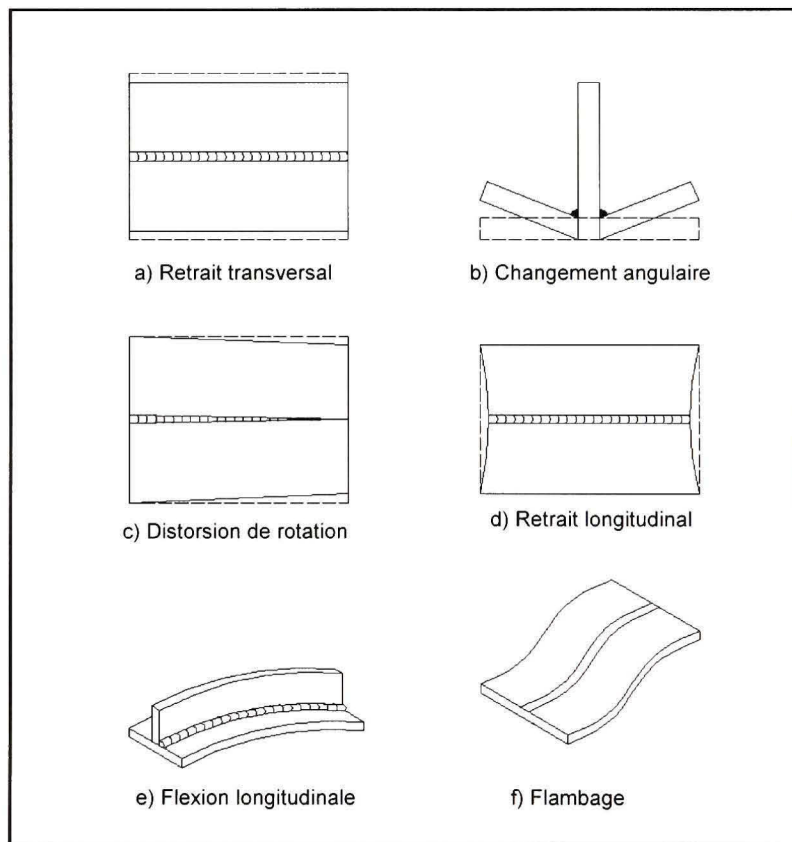 a) Retrait transversal
b) Changement angulaire
c) Distorsion de rotation
d) Retrait longitudinal
e) Flexion longitudinale
f) Flambage